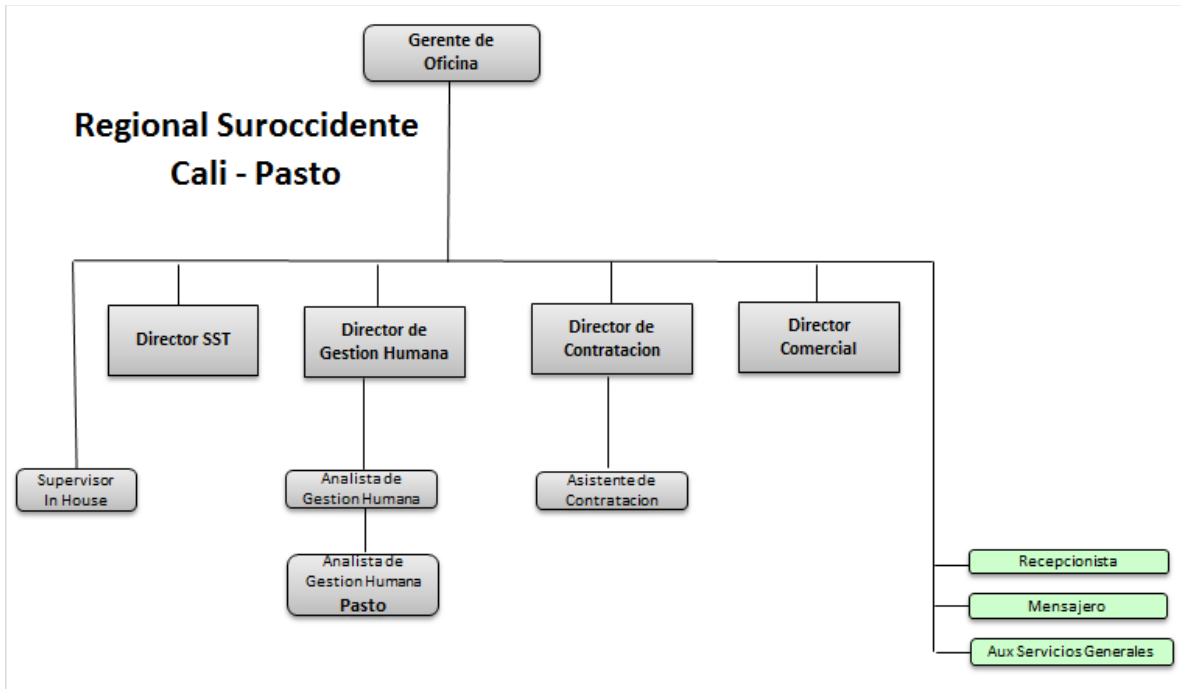 Gerente de
Oficina
Regional Suroccidente
Cali - Pasto
Director SST
Director de
Gestion Humana
Director de
Contratacion
Director
Comercial
Supervisor
In House
Analista de
Gestion Humana
Asistente de
Contratacion
Analista de
Gestion Humana
Pasto
Recepcionista
Mensajero
Aux Servicios Generales